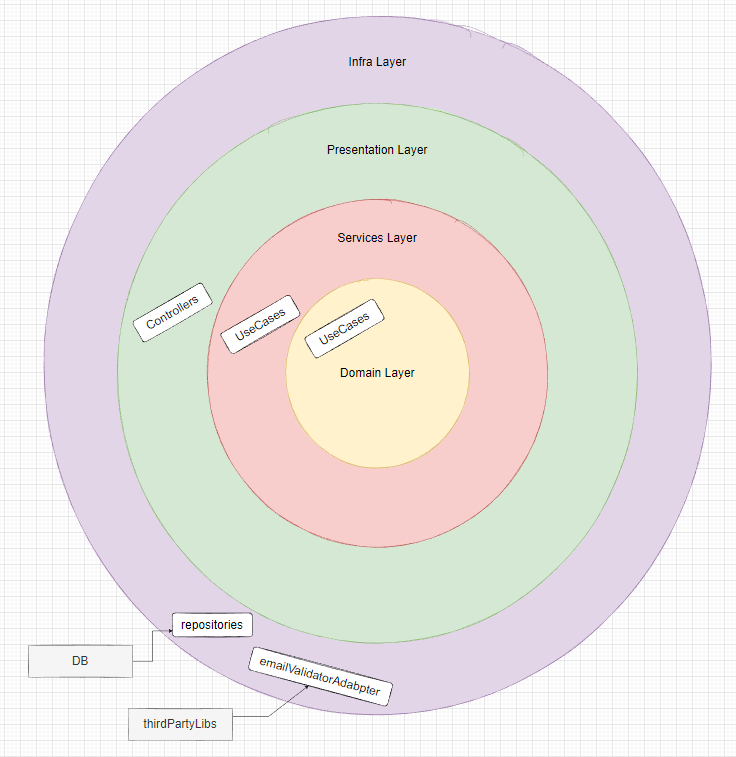 Infra Layer
Presentation Layer
Services Layer
Controllers
UseCases
UseCases
Domain Layer
repositories
DB
emailValidatorAdabpter
thirdPartyLibs